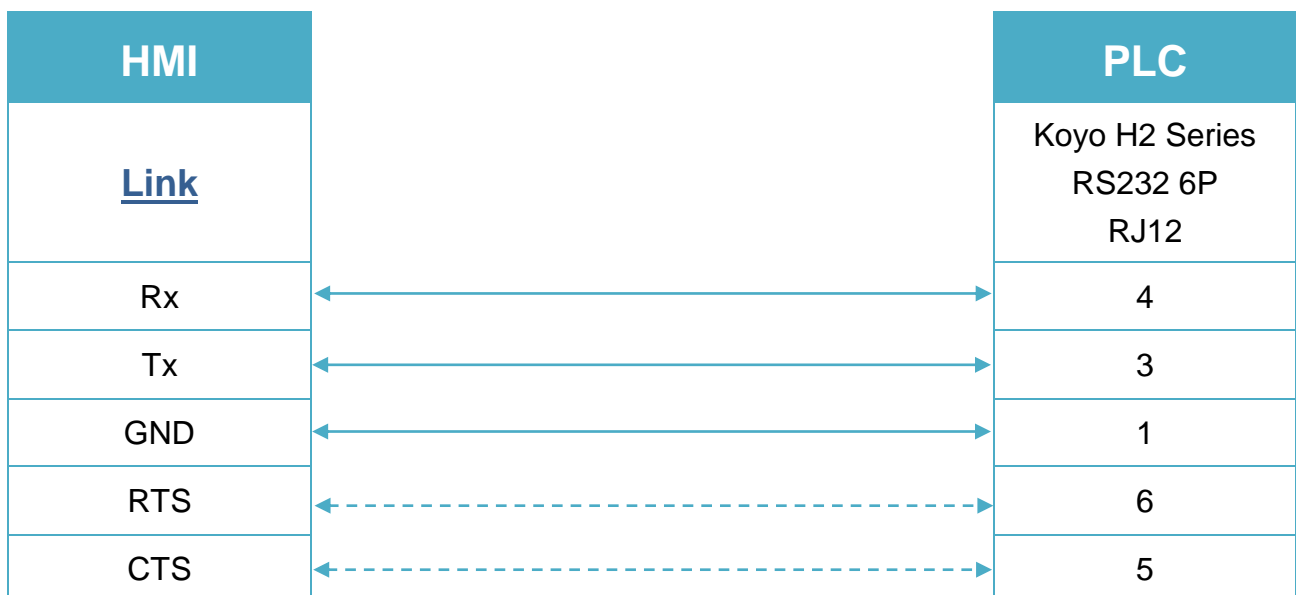 HMI
PLC
Link
Koyo H2 Series
RS232 6P
RJ12
Rx
4
Tx
3
GND
1
RTS
6
CTS
5